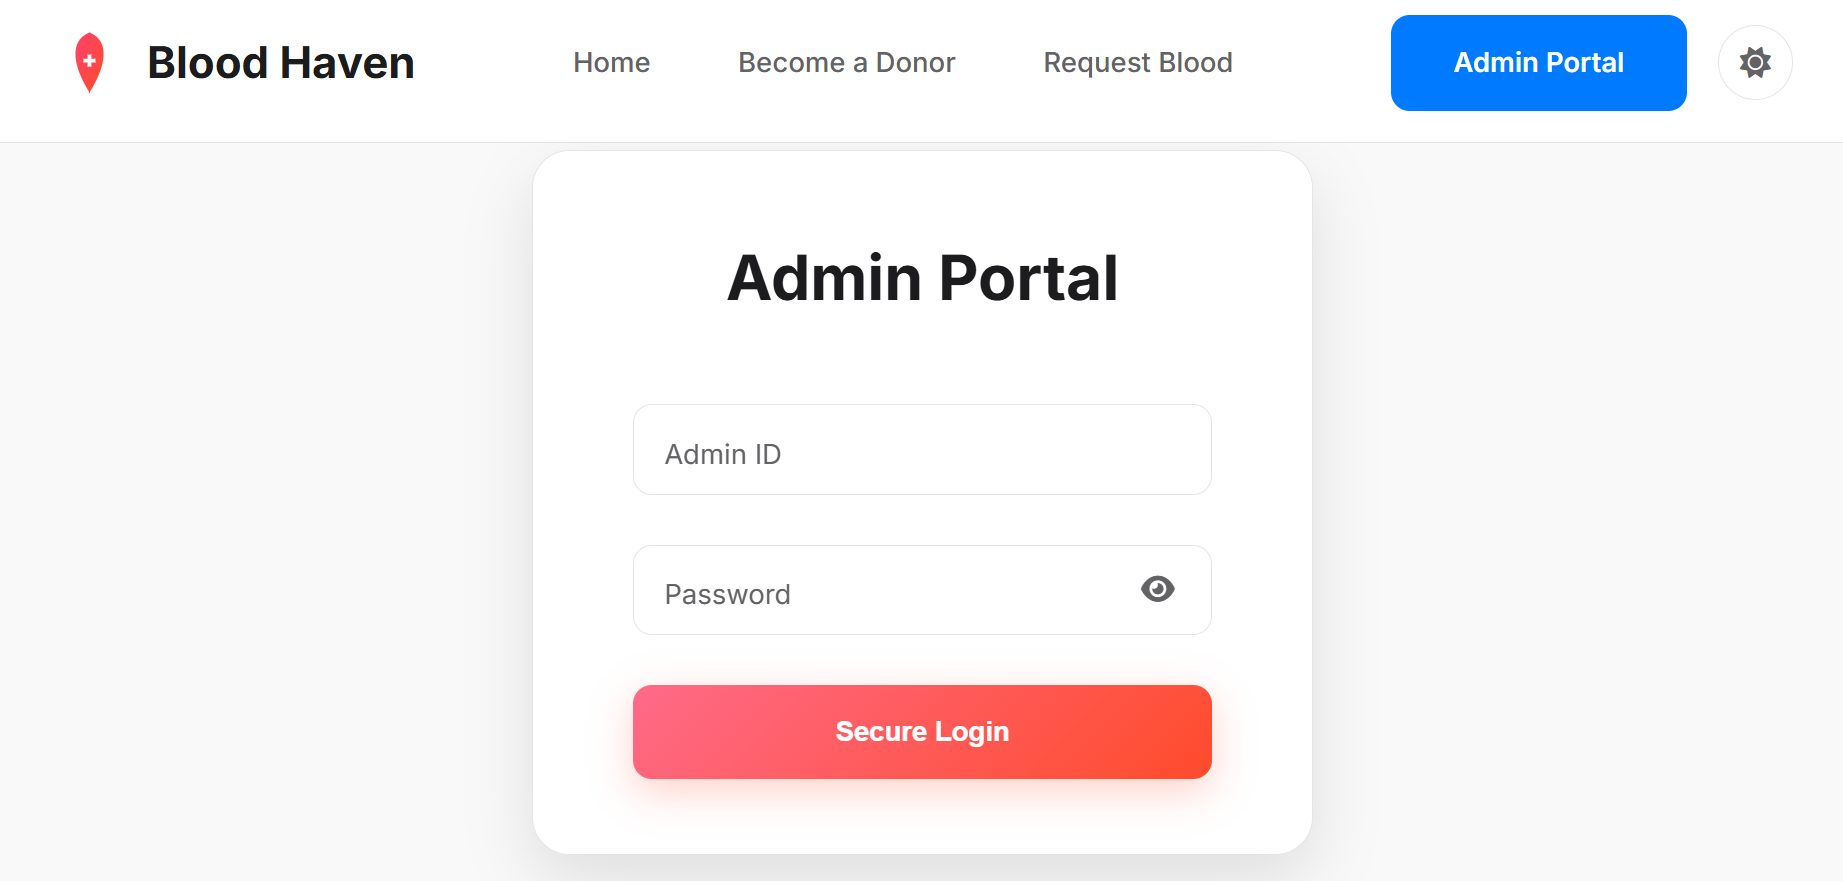 Blood Haven
Home
Become a Donor
Request Blood
Admin Portal
Admin Portal
Admin ID
Password
Secure Login